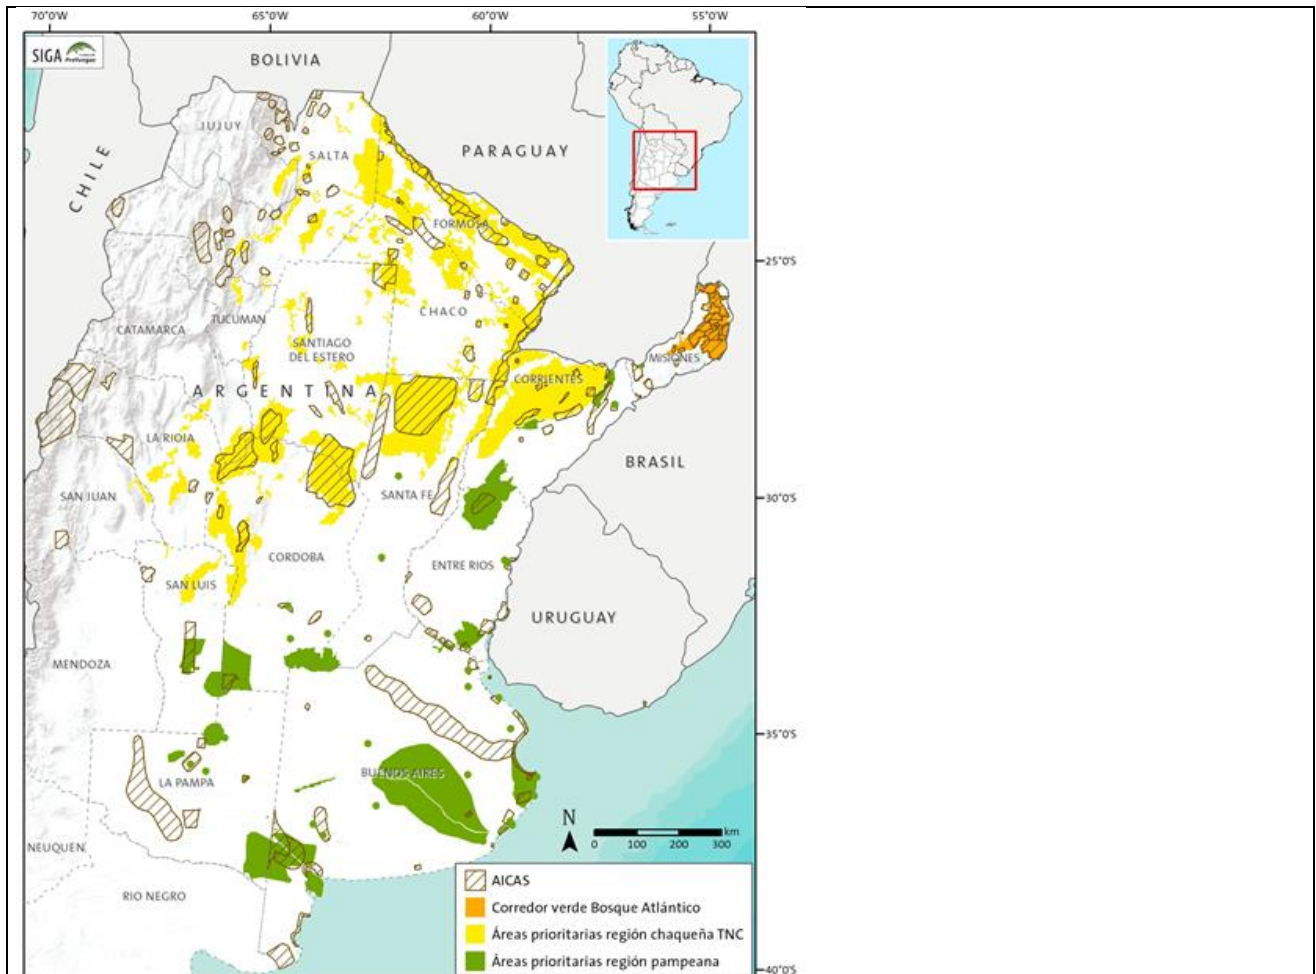 70°0'W 65°0'W 60°0'W 55°0'W
SIGA
ProYungas
BOLIVIA
JUJUY
SALTA
PARAGUAY
CHILE
FORMOSA
25°0'S
CHACO
TUCUMAN
CATAMARCA
SANTIAGO
DEL ESTERO
MISIONES
CORRIENTES
ARGENTINA
LA RIOJA
BRASIL
SAN JUAN
SANTA FE
30°0'S
CORDOBA
ENTRE RIOS
SAN LUIS
URUGUAY
MENDOZA
35°0'S
BUENOS AIRES
LA PAMPA
N
km
0 100 200 300
NEUQUEN
RIO NEGRO
AICAS
Corredor verde Bosque Atlántico
Áreas prioritarias región chaqueña TNC
Áreas prioritarias región pampeana
40°0'S